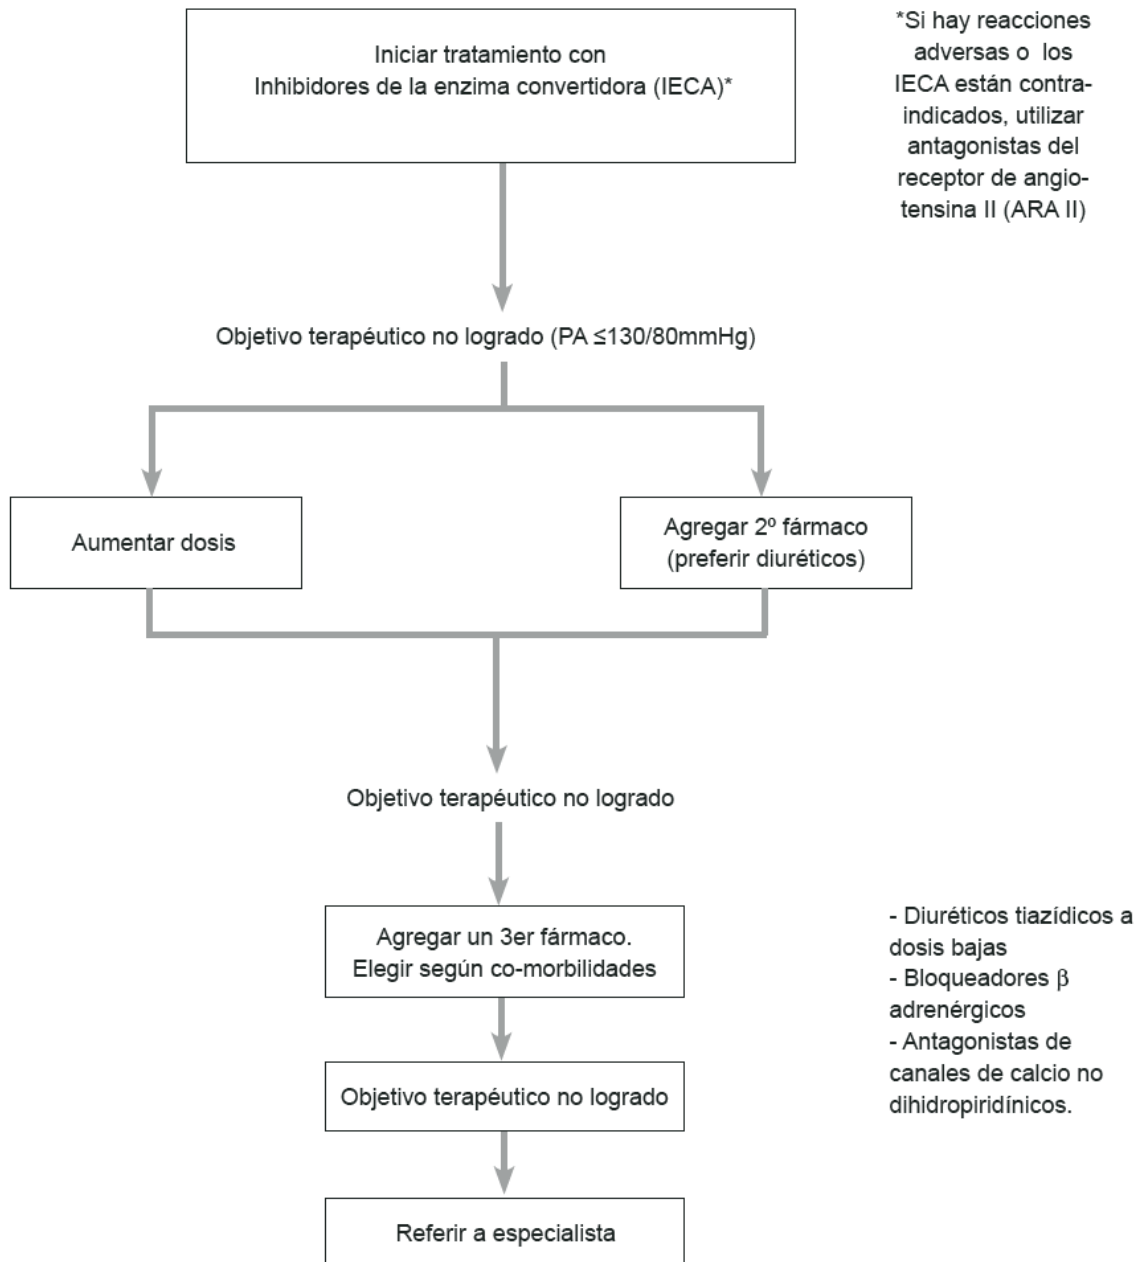 Iniciar tratamiento con
Inhibidores de la enzima convertidora (IECA)*
*Si hay reacciones
adversas o  los
IECA están contra-
indicados, utilizar
antagonistas del
receptor de angio-
tensina II (ARA II)
Objetivo terapéutico no logrado (PA ≤130/80mmHg)
Aumentar dosis
Agregar 2º fármaco
(preferir diuréticos)
Objetivo terapéutico no logrado
Agregar un 3er fármaco.
Elegir según co-morbilidades
- Diuréticos tiazídicos a
dosis bajas
- Bloqueadores β
adrenérgicos
- Antagonistas de
canales de calcio no
dihidropiridínicos.
Objetivo terapéutico no logrado
Referir a especialista